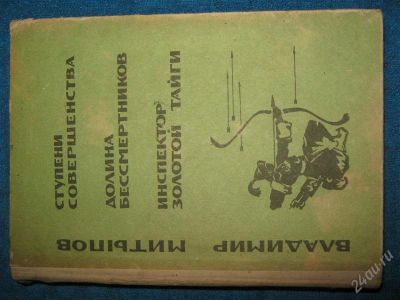 ВЛАДИМИР
МИТЫПОВ
СТУПЕНИ
СОВЕРШЕНСТВА
ДОЛИНА
БЕССМЕРТНИКОВ
ИНСПЕКТОР
ЗОЛОТОЙ ТАЙГИ
24au.ru